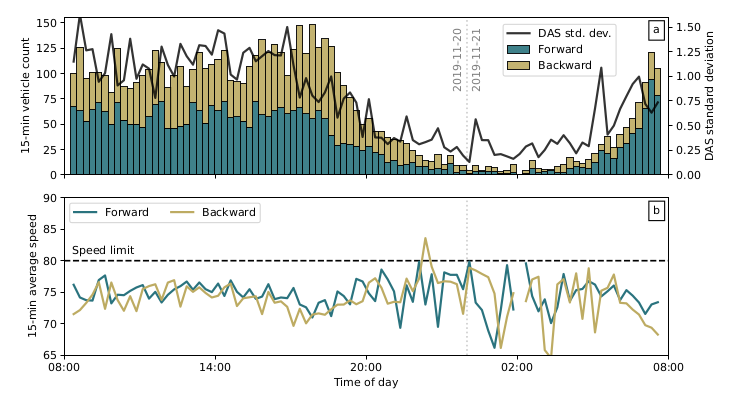 15-min vehicle count
150
125
100
75
50
25
0
2019-11-20
2019-11-21
DAS std. dev.
Forward
Backward
a
1.50
1.25
1.00
0.75
0.50
0.25
0.00
DAS standard deviation
15-min average speed
90
85
80
75
70
65
Forward
Backward
b
Speed limit
08:00
14:00
20:00
02:00
08:00
Time of day